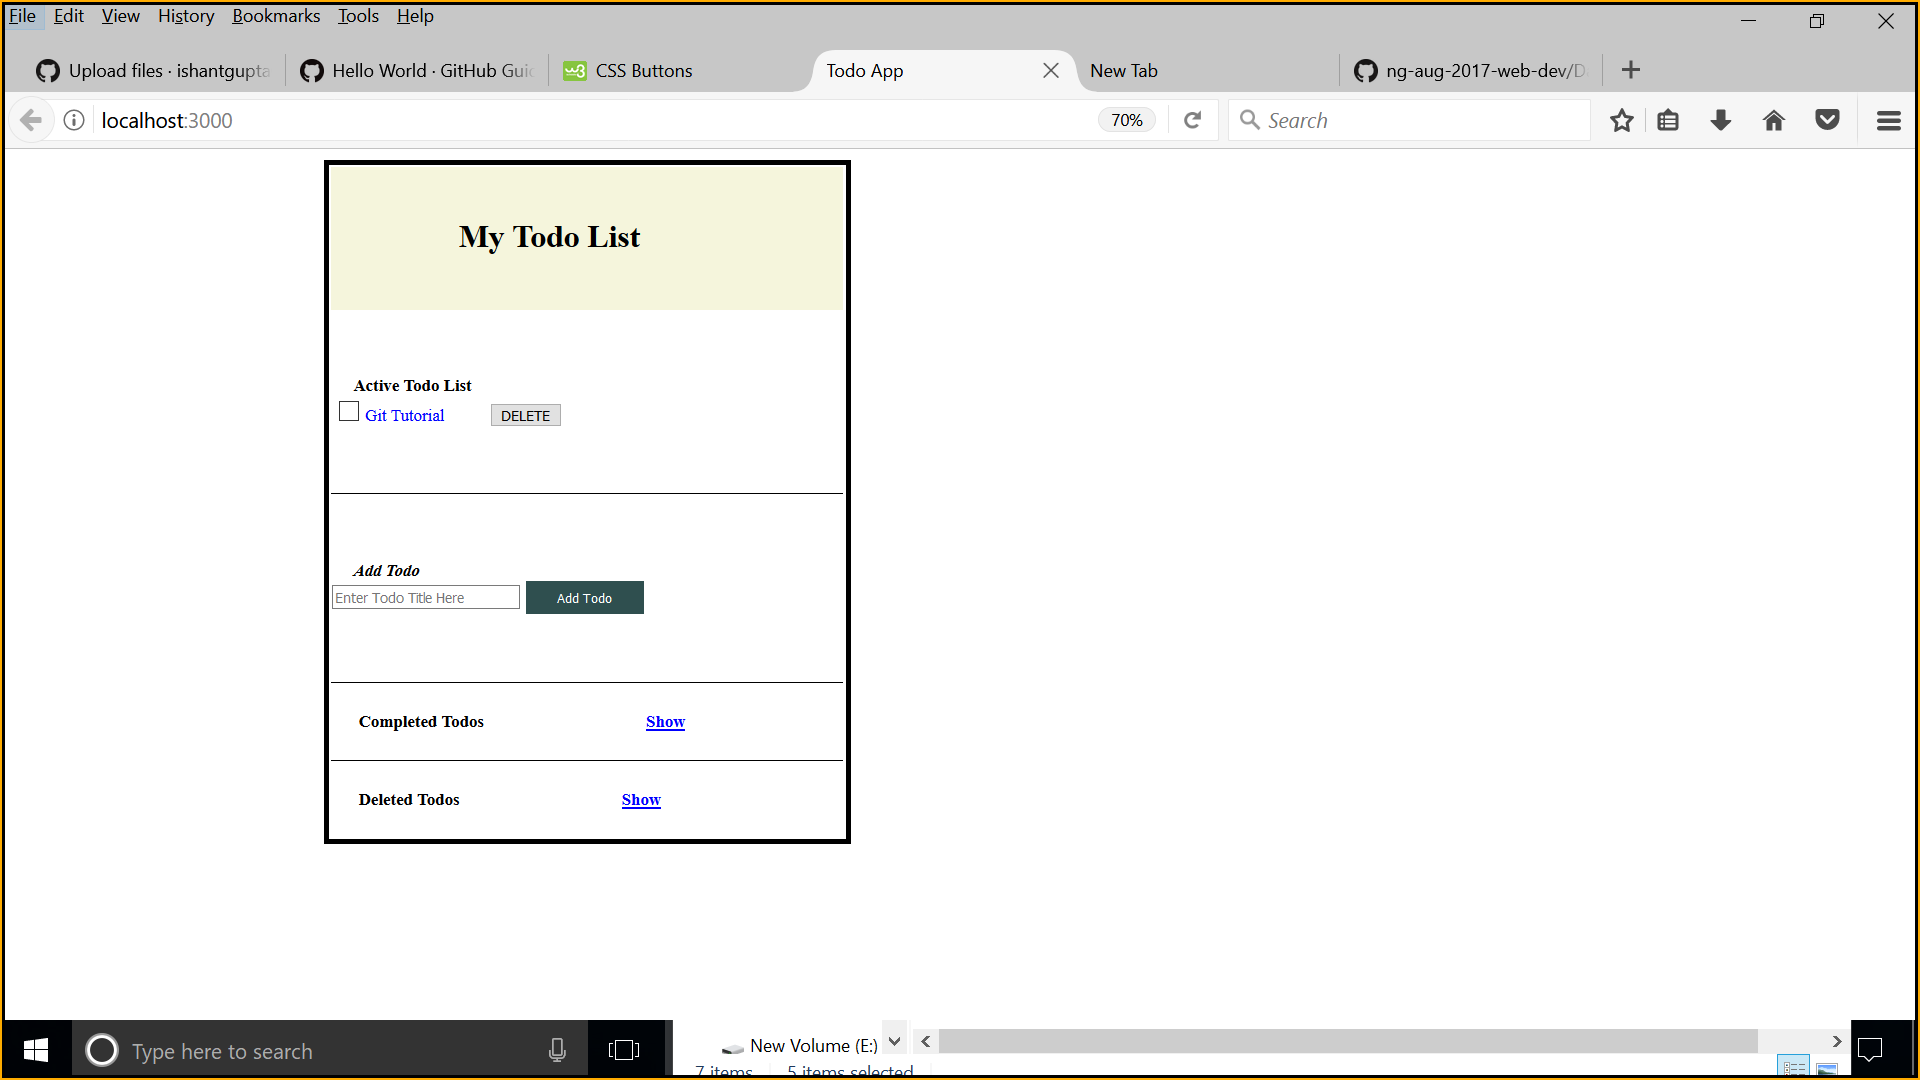 File Edit View History Bookmarks Tools Help
Upload files · ishantgupta
Hello World · GitHub Gui
W3 CSS Buttons
Todo App
New Tab
ng-aug-2017-web-dev/D
localhost:3000
70%
Search
My Todo List
Active Todo List
Git Tutorial DELETE
Add Todo
Enter Todo Title Here Add Todo
Completed Todos Show
Deleted Todos Show
Type here to search
New Volume (E:)
7 items 5 items selected